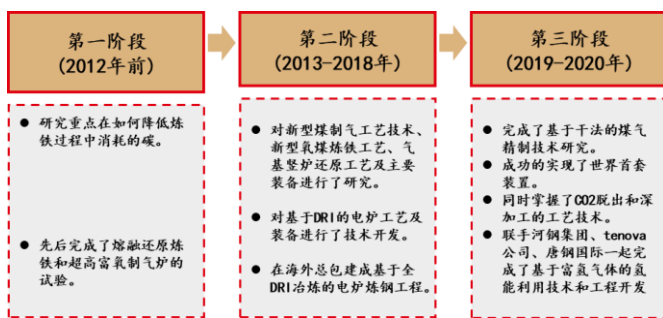 第一阶段
(2012年前)
● 研究重点在如何降低炼
铁过程中消耗的碳。
● 先后完成了熔融还原炼
铁和超高富氧制气炉的
试验。
第二阶段
(2013-2018年)
● 对新型煤制气工艺技术、
新型氧煤炼铁工艺、气
基竖炉还原工艺及主要
装备进行了研究。
● 对基于DRI的电炉工艺及
装备进行了技术开发。
● 在海外总包建成基于全
DRI冶炼的电炉炼钢工程。
第三阶段
(2019-2020年)
● 完成了基于干法的煤气
精制技术研究。
● 成功的实现了世界首套
装置。
● 同时掌握了CO2脱出和深
加工的工艺技术。
● 联手河钢集团、tenova
公司、唐钢国际一起完
成了基于富氢气体的氢
能利用技术和工程开发